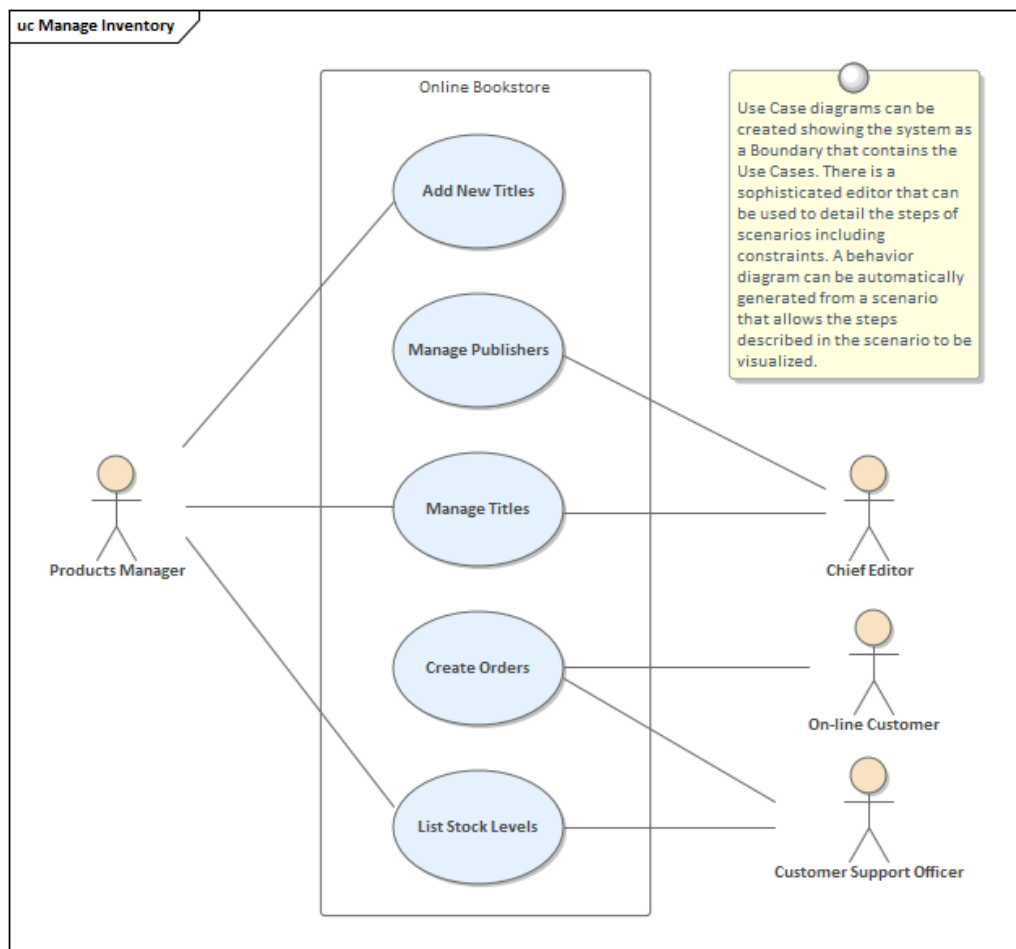 uc Manage Inventory
Online Bookstore
Use Case diagrams can be
created showing the system as
a Boundary that contains the
Use Cases. There is a
sophisticated editor that can
be used to detail the steps of
scenarios including
constraints. A behavior
diagram can be automatically
generated from a scenario
that allows the steps
described in the scenario to be
visualized.
Add New Titles
Manage Publishers
Manage Titles
Products Manager
Chief Editor
Create Orders
On-line Customer
List Stock Levels
Customer Support Officer